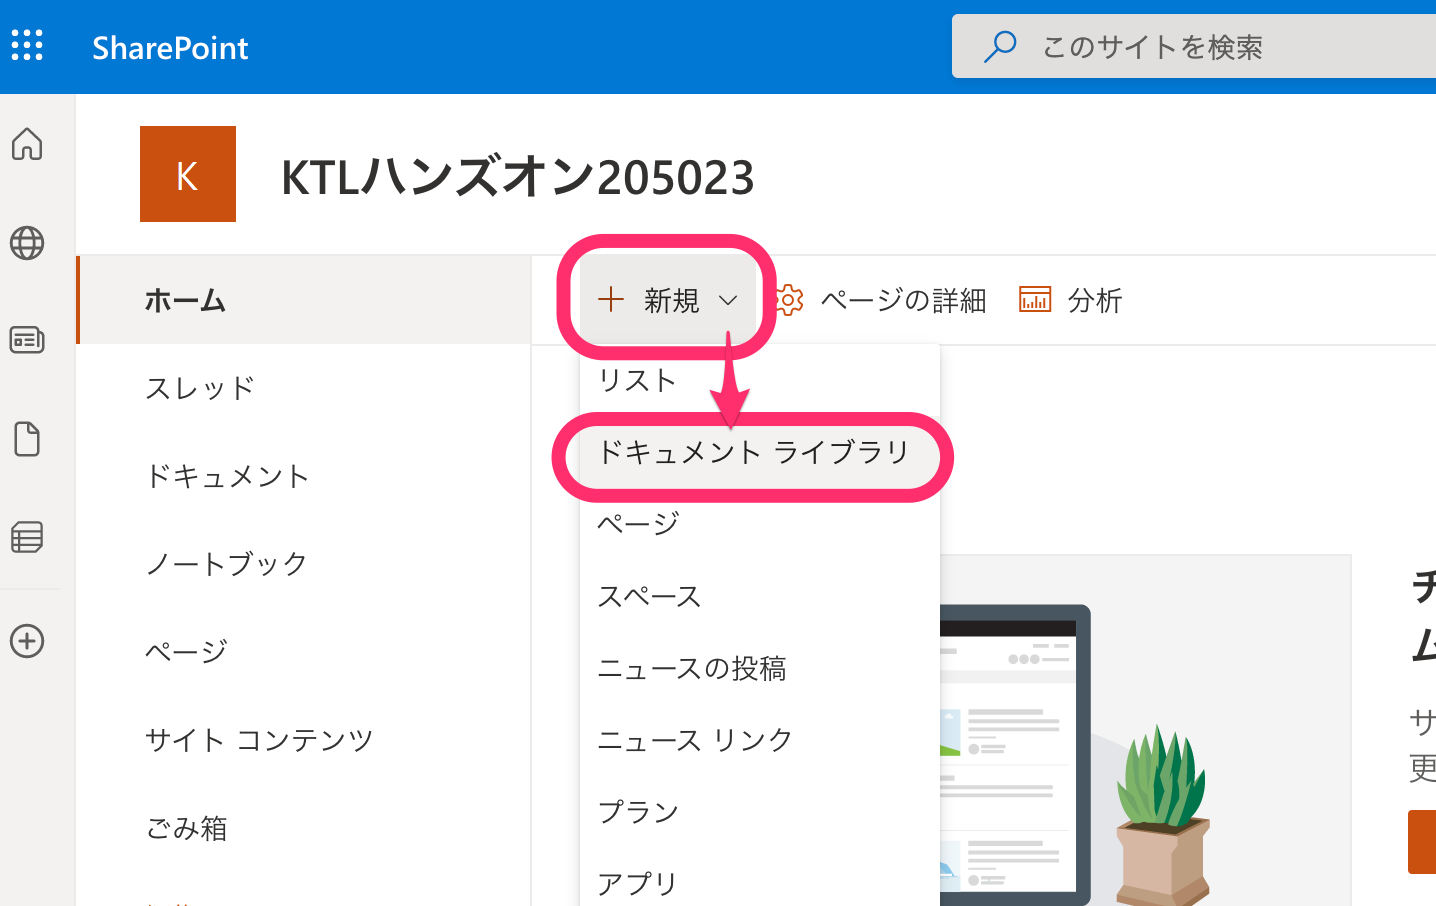 SharePoint
このサイトを検索
K
KTLハンズオン205023
ホーム
スレッド
ドキュメント
ノートブック
ページ
サイト コンテンツ
ごみ箱
新規
ページの詳細
分析
リスト
ドキュメント ライブラリ
ページ
スペース
ニュースの投稿
ニュース リンク
プラン
アプリ
チ
ム
サ
更